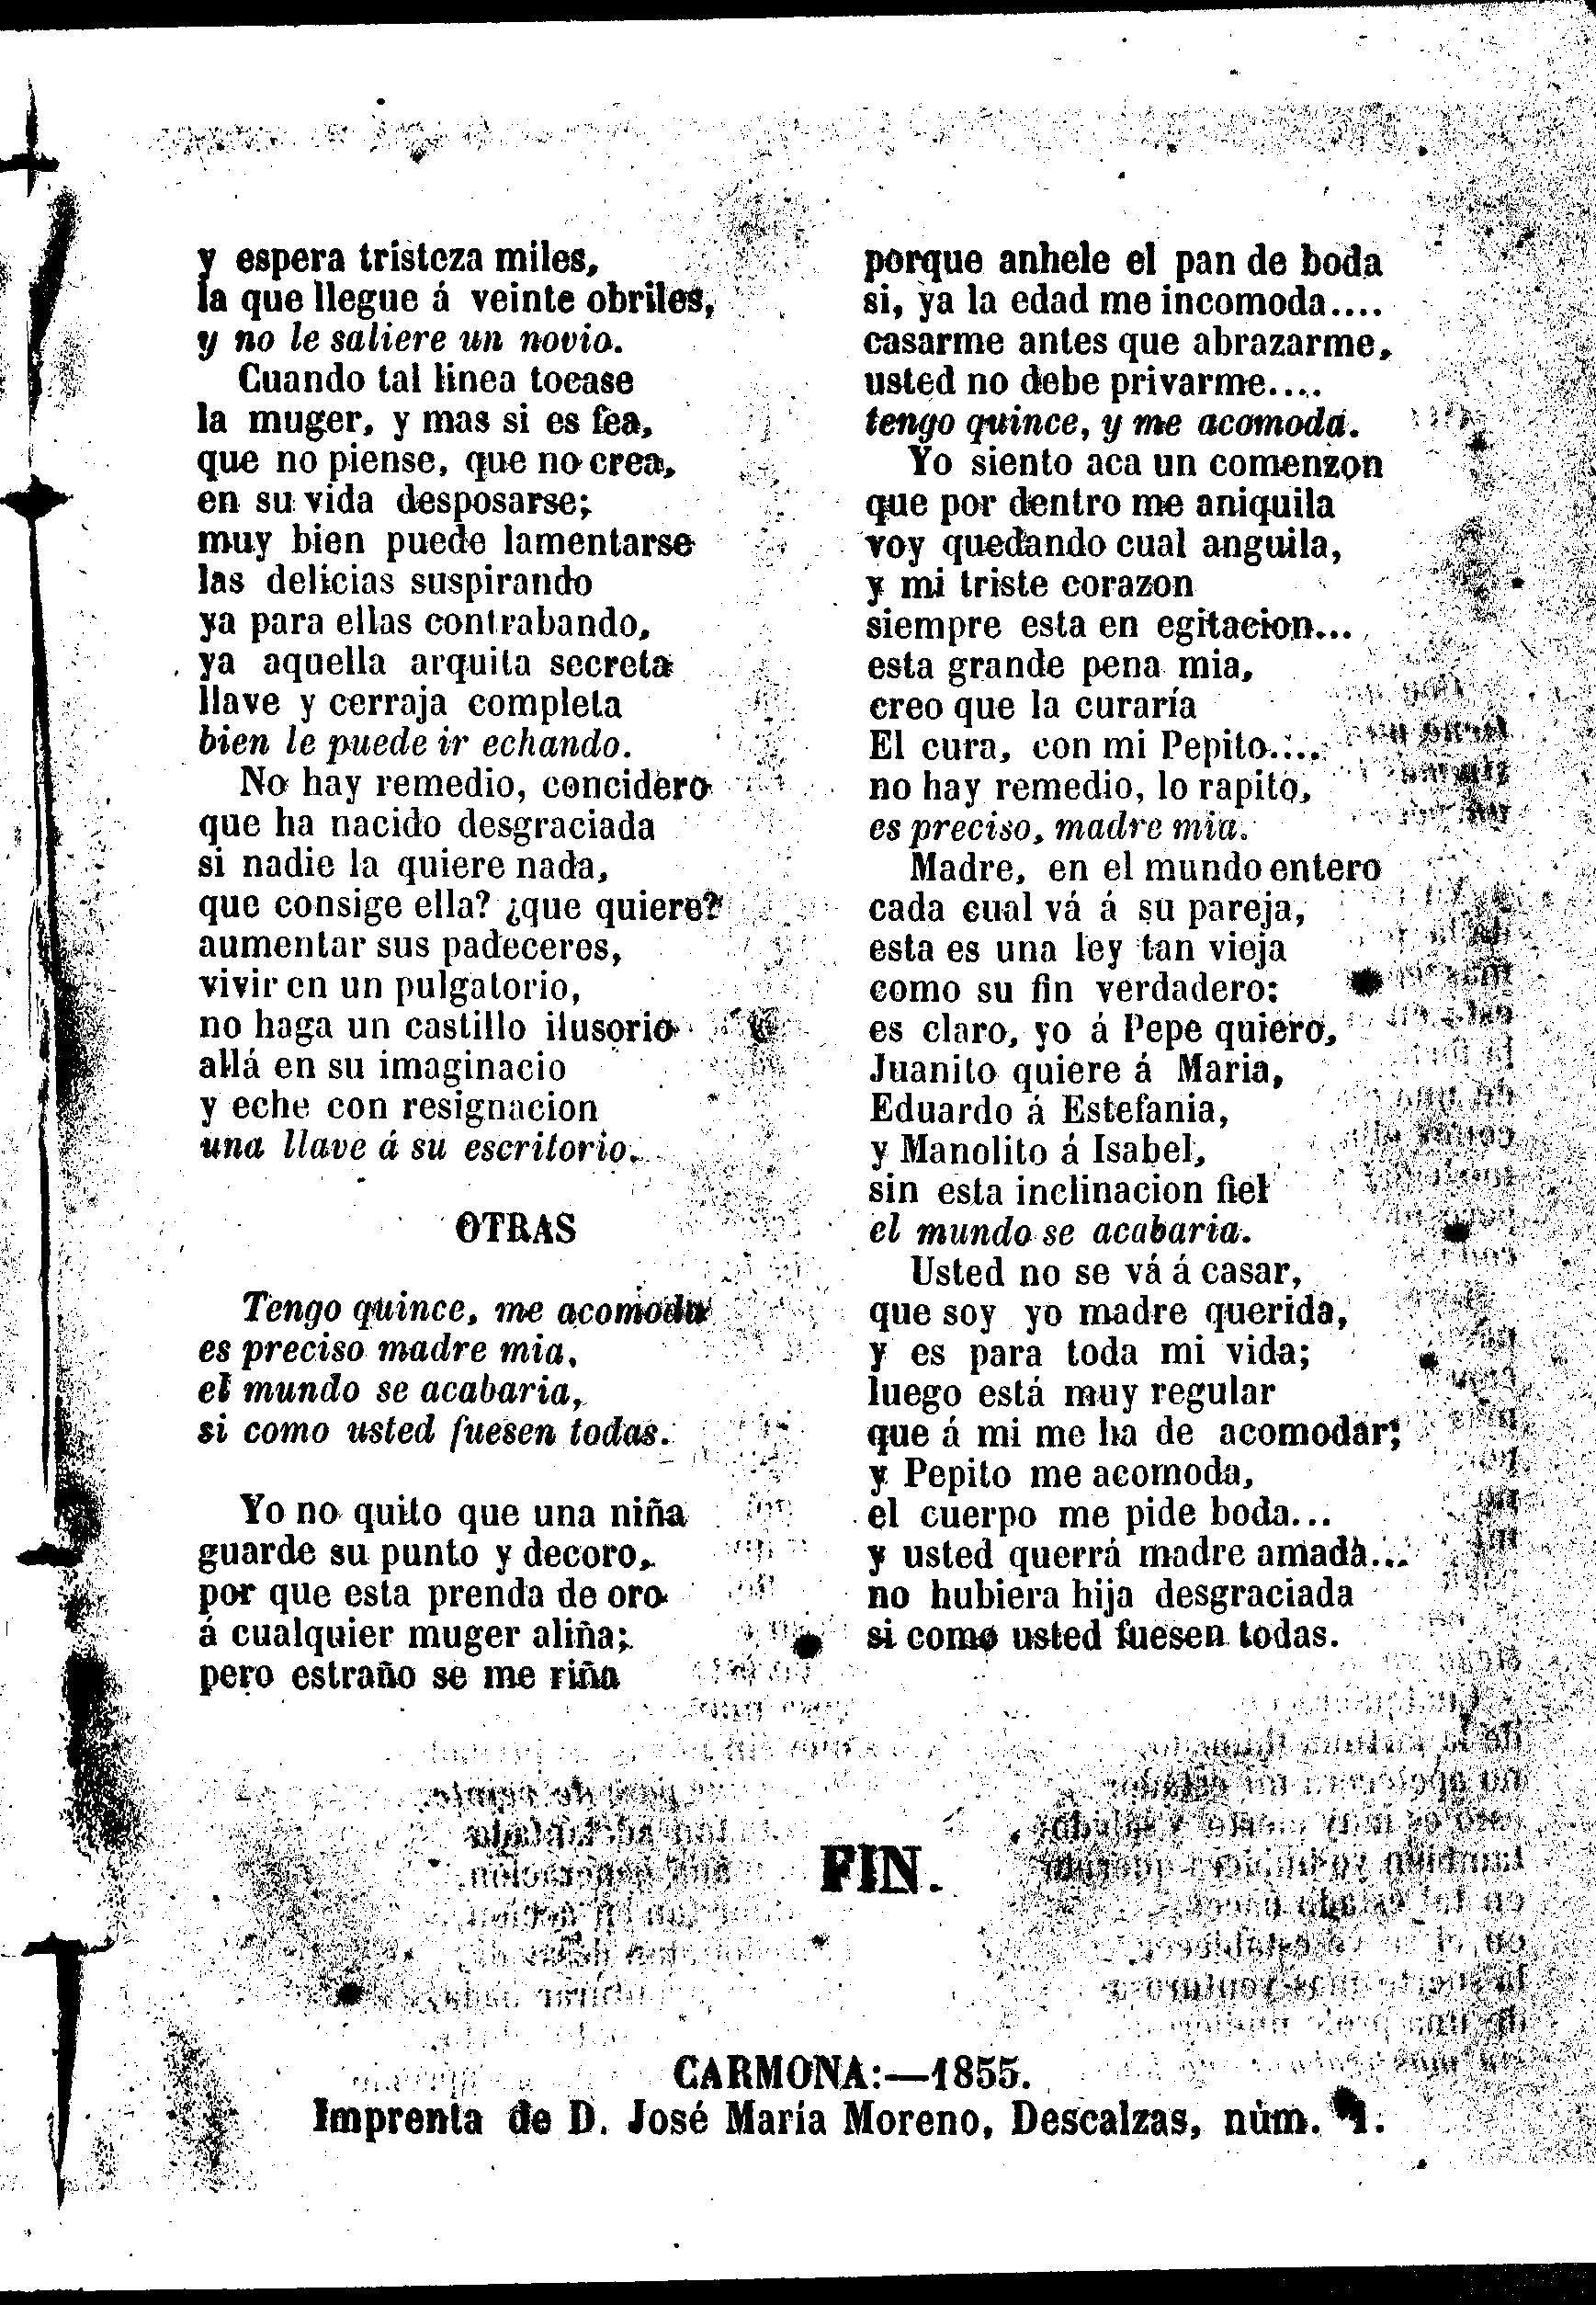 y espera tristeza miles,
la que llegue á veinte obriles,
y no le saliere un novio.
Cuando tal linea tocase
la muger, y mas si es fea,
que no piense, que no crea,
en su vida desposarse;
muy bien puede lamentarse
las delicias suspirando
ya para ellas contrabando,
ya aquella arquita secreta
llave y cerraja completa
bien le puede ir echando.
No hay remedio, concidero
que ha nacido desgraciada
si nadie la quiere nada,
que consige ella? ¿que quiere?
aumentar sus padeceres,
vivir en un pulgatorio,
no haga un castillo ilusorio
allá en su imaginacio
y eche con resignacion
una llave á su escritorio.
OTRAS
Tengo quince, me acomoda
es preciso madre mia,
el mundo se acabaria,
si como usted fuesen todas.
Yo no quito que una niña
guarde su punto y decoro,
por que esta prenda de oro
á cualquier muger aliña;
pero estraño se me riña
porque anhele el pan de boda
si, ya la edad me incomoda....
casarme antes que abrazarme,
usted no debe privarme....
tengo quince, y me acomoda.
Yo siento aca un comenzon
que por dentro me aniquila
voy quedando cual anguila,
y mi triste corazon
siempre esta en egitacion...
esta grande pena mia,
creo que la curaría
El cura, con mi Pepito....
no hay remedio, lo rapito,
es preciso, madre mia.
Madre, en el mundo entero
cada cual vá á su pareja,
esta es una ley tan vieja
como su fin verdadero:
es claro, yo á Pepe quiero,
Juanito quiere á Maria,
Eduardo á Estefania,
y Manolito á Isabel,
sin esta inclinacion fiel
el mundo se acabaria.
Usted no se vá á casar,
que soy yo madre querida,
y es para toda mi vida;
luego está muy regular
que á mi me ha de acomodar;
y Pepito me acomoda,
el cuerpo me pide boda...
y usted querrá madre amada...
no hubiera hija desgraciada
si como usted fuesen todas.
FIN.
CARMONA:—1855.
Imprenta de D. José María Moreno, Descalzas, núm. 1.